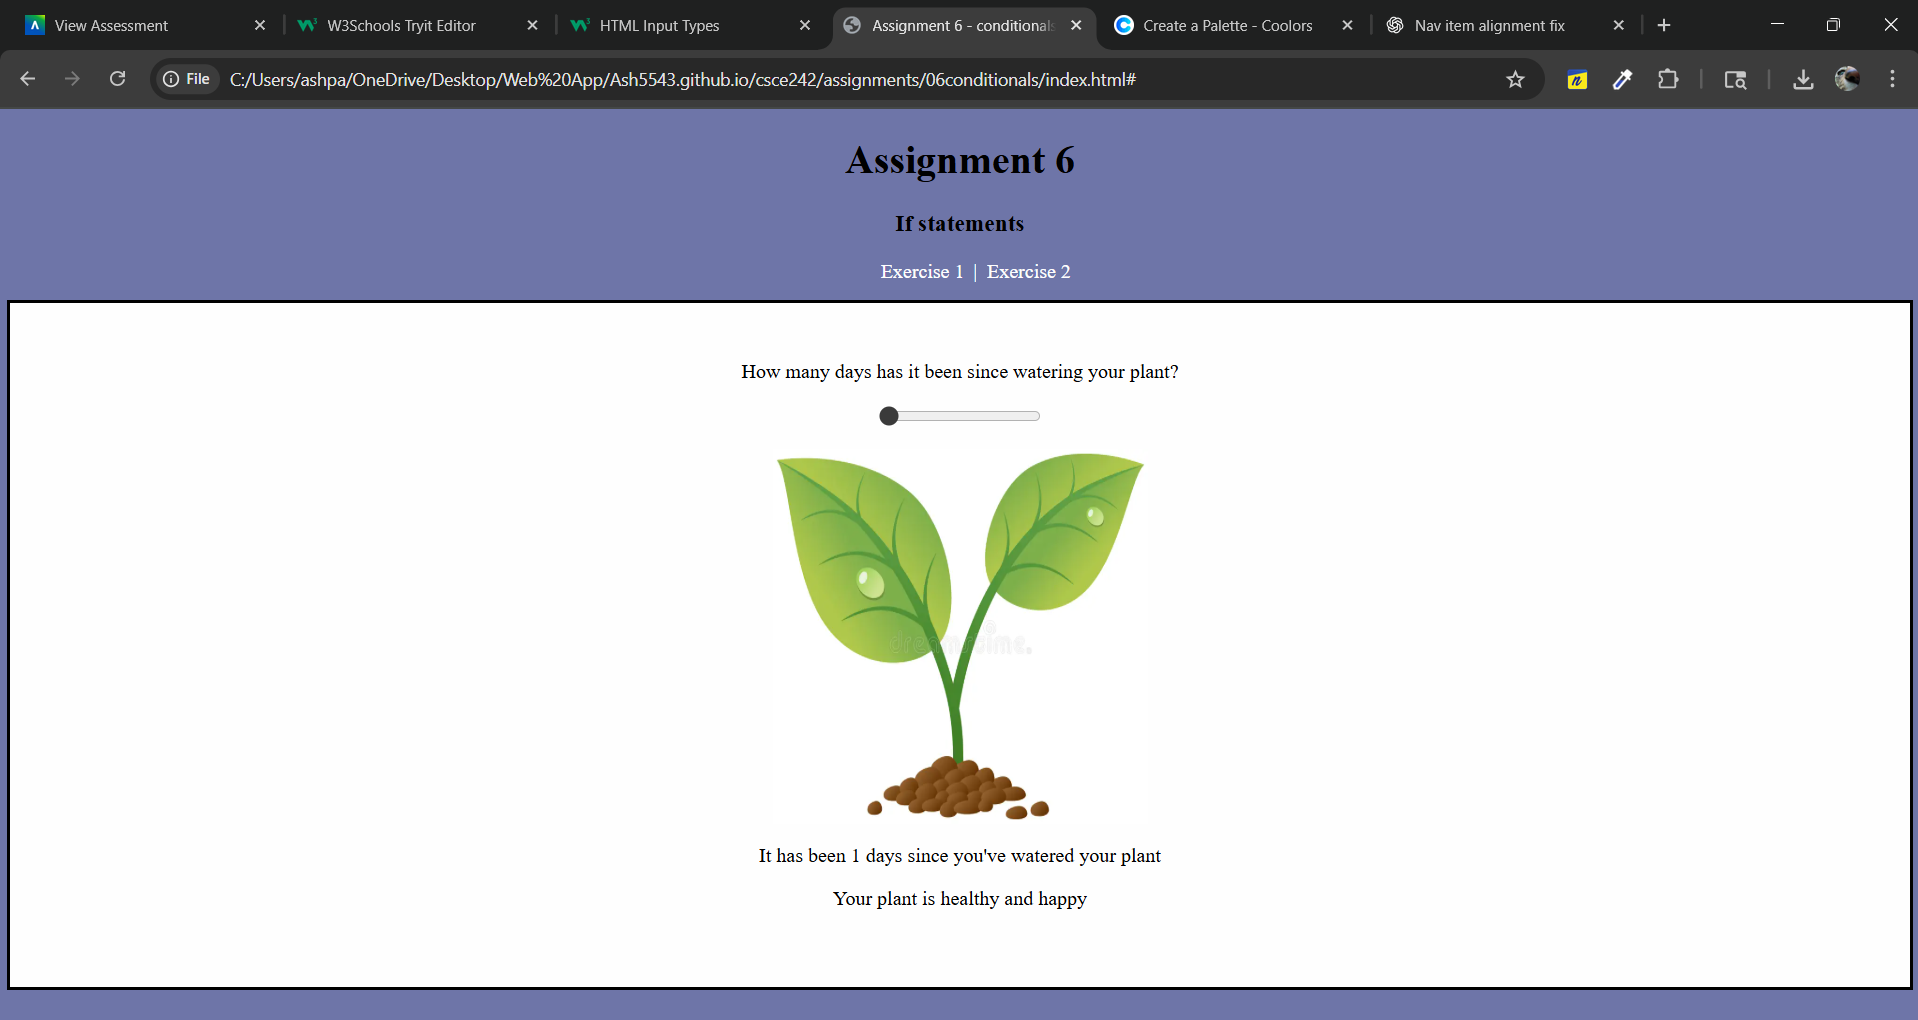 View Assessment
W3Schools Tryit Editor
HTML Input Types
Assignment 6 - conditionals
Create a Palette - Coolors
Nav item alignment fix
File
C:/Users/ashpa/OneDrive/Desktop/Web%20App/Ash5543.github.io/csce242/assignments/06conditionals/index.html#
Assignment 6
If statements
Exercise 1 | Exercise 2
How many days has it been since watering your plant?
dreamstime.
It has been 1 days since you've watered your plant
Your plant is healthy and happy